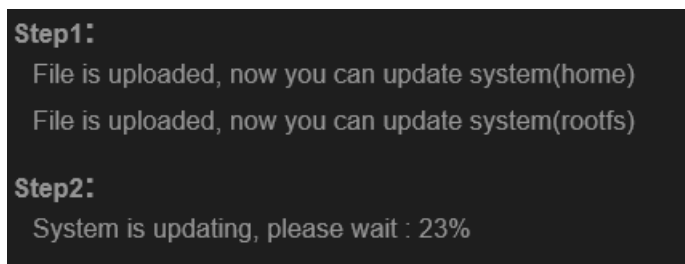 Step1:
File is uploaded, now you can update system(home)
File is uploaded, now you can update system(rootfs)
Step2:
System is updating, please wait : 23%